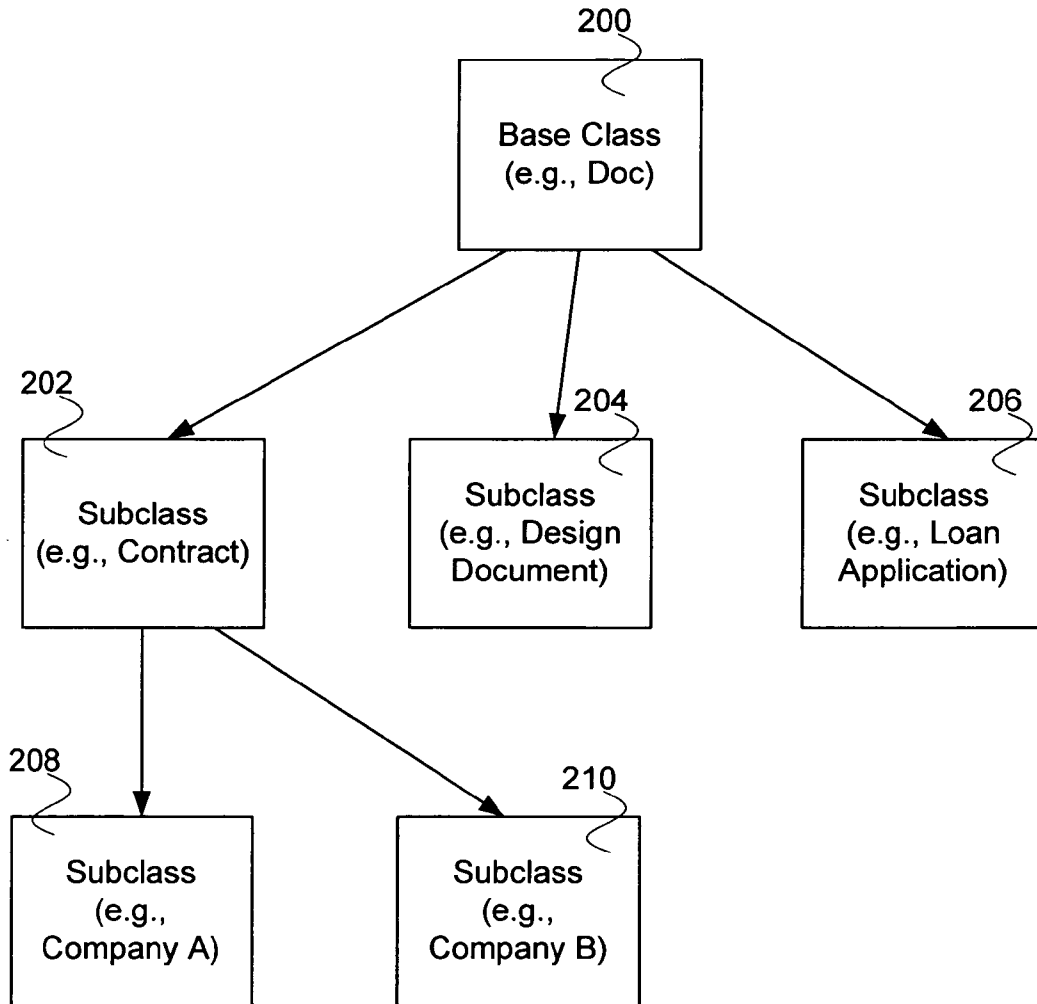 200
Base Class
(e.g., Doc)
202
204
206
Subclass
(e.g., Contract)
Subclass
(e.g., Design
Document)
Subclass
(e.g., Loan
Application)
208
210
Subclass
(e.g.,
Company A)
Subclass
(e.g.,
Company B)